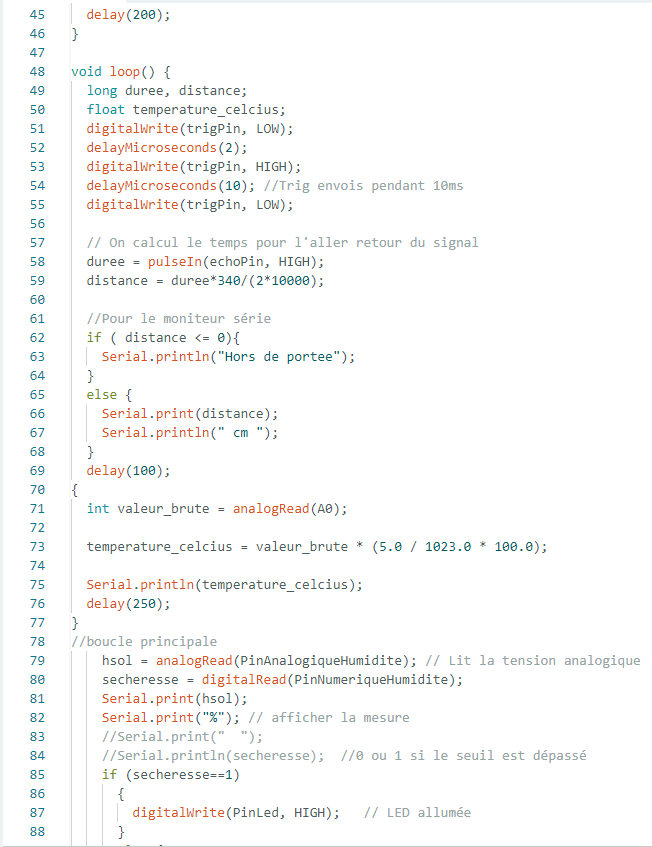 45 delay(200);
46 }
47
48 void loop() {
49 long duree, distance;
50 float temperature_celcius;
51 digitalWrite(trigPin, LOW);
52 delayMicroseconds(2);
53 digitalWrite(trigPin, HIGH);
54 delayMicroseconds(10); //Trig envois pendant 10ms
55 digitalWrite(trigPin, LOW);
56
57 // On calcul le temps pour l'aller retour du signal
58 duree = pulseIn(echoPin, HIGH);
59 distance = duree*340/(2*10000);
60
61 //Pour le moniteur série
62 if ( distance <= 0){
63 Serial.println("Hors de portee");
64 }
65 else {
66 Serial.print(distance);
67 Serial.println(" cm ");
68 }
69 delay(100);
70 {
71 int valeur_brute = analogRead(A0);
72
73 temperature_celcius = valeur_brute * (5.0 / 1023.0 * 100.0);
74
75 Serial.println(temperature_celcius);
76 delay(250);
77 }
78 //boucle principale
79 hsol = analogRead(PinAnalogiqueHumidite); // Lit la tension analogique
80 secheresse = digitalRead(PinNumeriqueHumidite);
81 Serial.print(hsol);
82 Serial.print("%"); // afficher la mesure
83 //Serial.print("  ");
84 //Serial.println(secheresse);  //0 ou 1 si le seuil est dépassé
85 if (secheresse==1)
86 {
87 digitalWrite(PinLed, HIGH);   // LED allumée
88 }